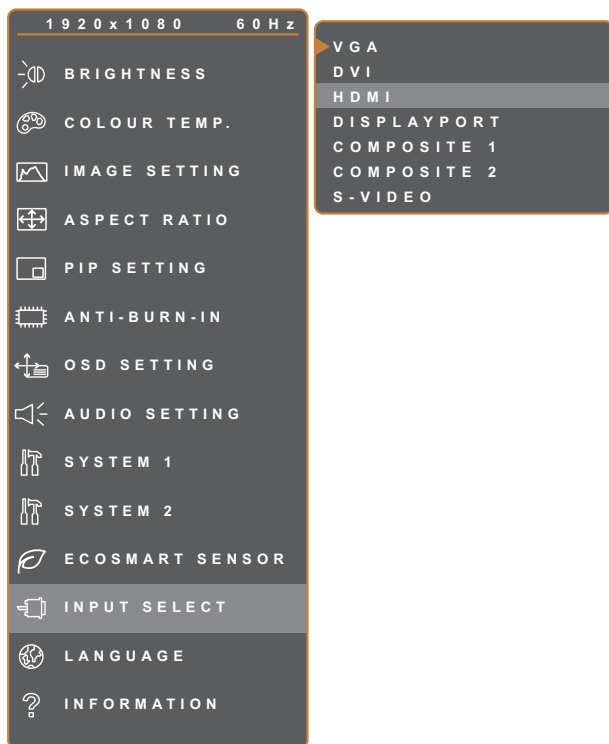 1920x1080 60Hz
BRIGHTNESS
COLOUR TEMP.
IMAGE SETTING
ASPECT RATIO
PIP SETTING
ANTI-BURN-IN
OSD SETTING
AUDIO SETTING
SYSTEM 1
SYSTEM 2
ECOSMART SENSOR
INPUT SELECT
LANGUAGE
INFORMATION
VGA
DVI
HDMI
DISPLAYPORT
COMPOSITE 1
COMPOSITE 2
S-VIDEO